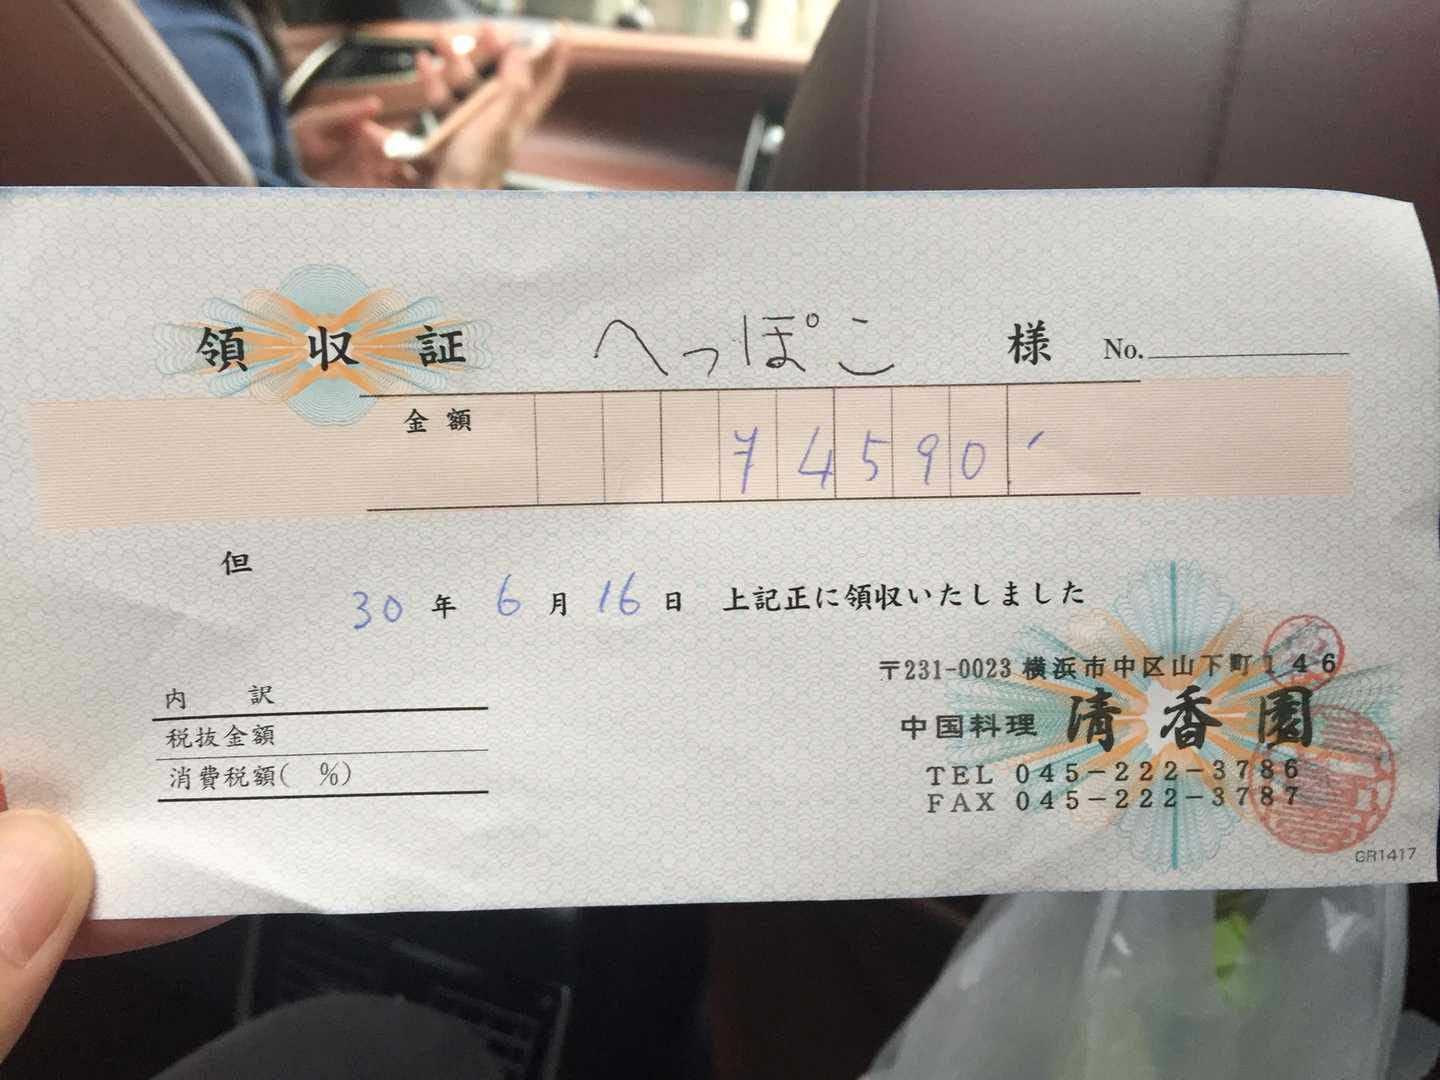 領収証 へっぽこ 様 No.
金額 74590
但
30年 6月 16日 上記正に領収いたしました
〒231-0023 横浜市中区山下町146
中国料理 清香園
TEL 045-222-3786
FAX 045-222-3787
内訳
税抜金額
消費税額( %)
GR1417